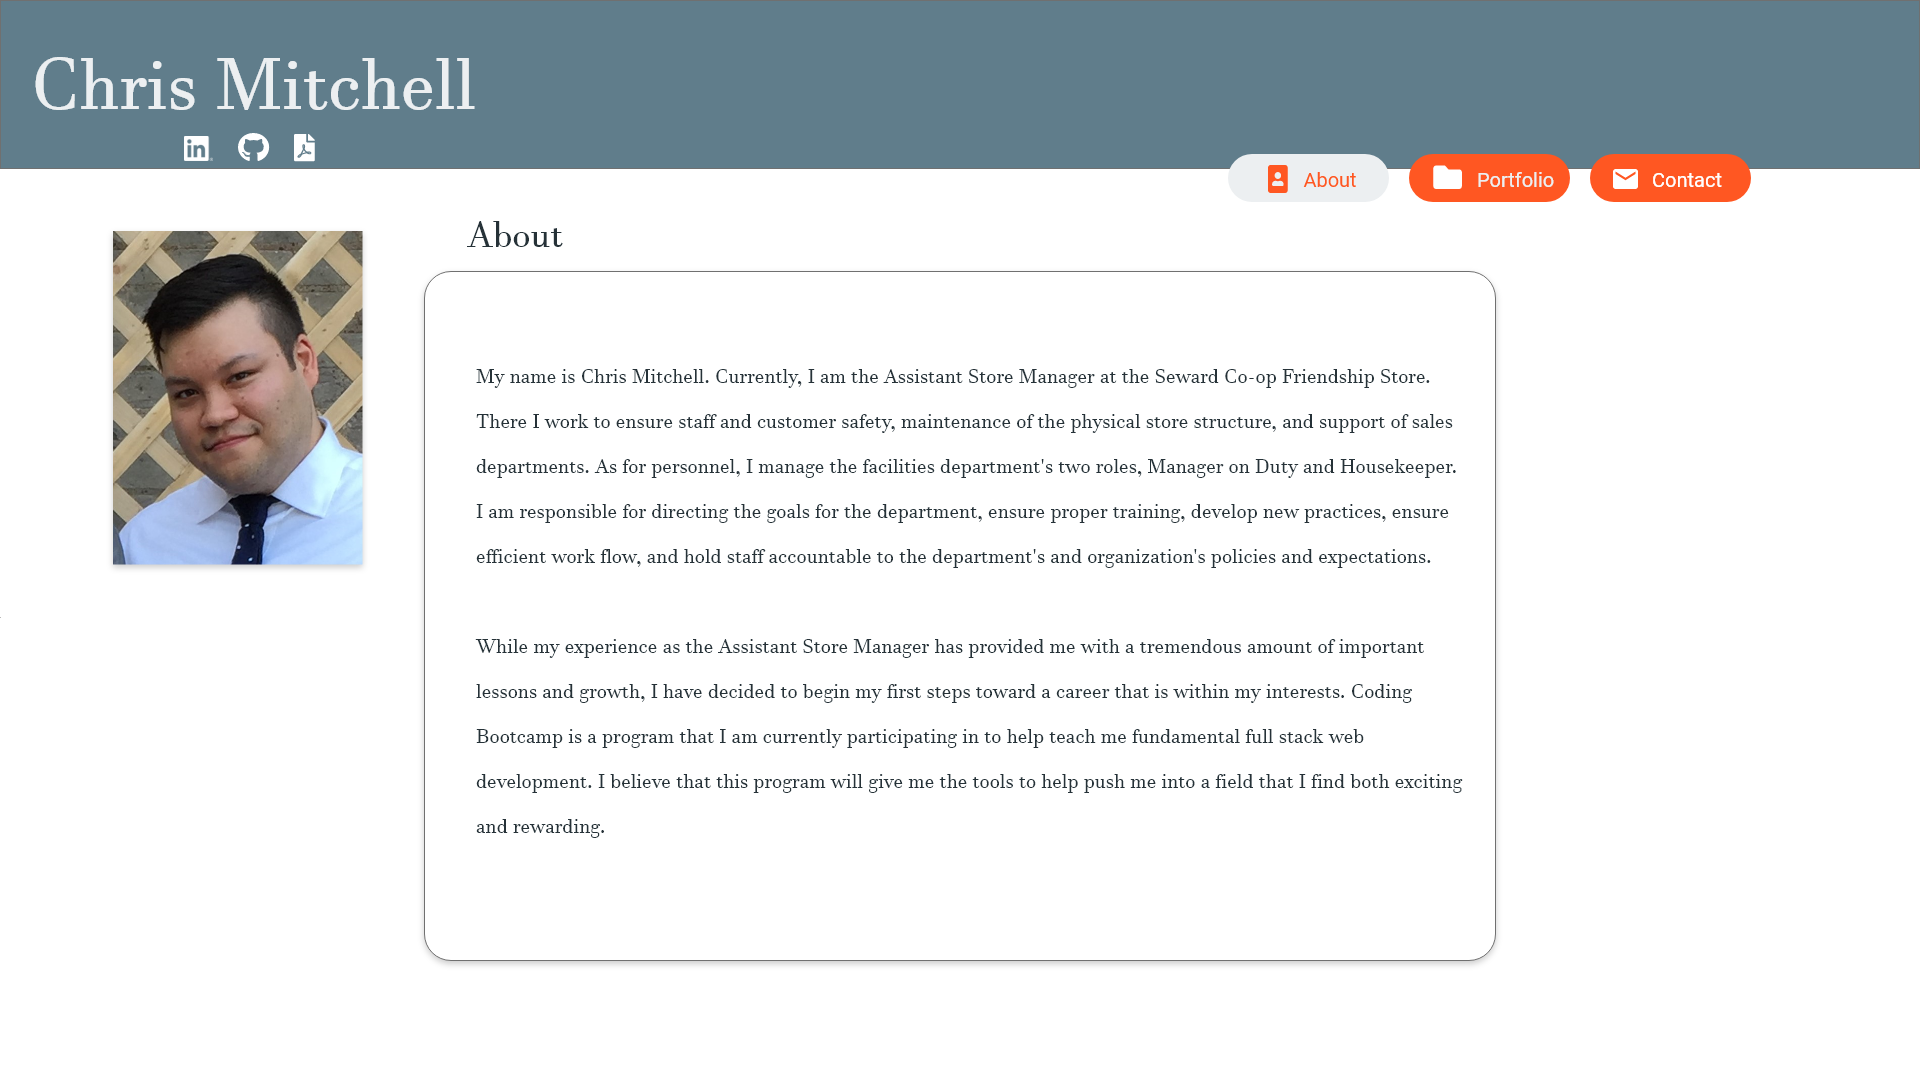 Chris Mitchell
in
About
Portfolio
Contact
About
My name is Chris Mitchell. Currently, I am the Assistant Store Manager at the Seward Co-op Friendship Store.
There I work to ensure staff and customer safety, maintenance of the physical store structure, and support of sales
departments. As for personnel, I manage the facilities department's two roles, Manager on Duty and Housekeeper.
I am responsible for directing the goals for the department, ensure proper training, develop new practices, ensure
efficient work flow, and hold staff accountable to the department's and organization's policies and expectations.
While my experience as the Assistant Store Manager has provided me with a tremendous amount of important
lessons and growth, I have decided to begin my first steps toward a career that is within my interests. Coding
Bootcamp is a program that I am currently participating in to help teach me fundamental full stack web
development. I believe that this program will give me the tools to help push me into a field that I find both exciting
and rewarding.